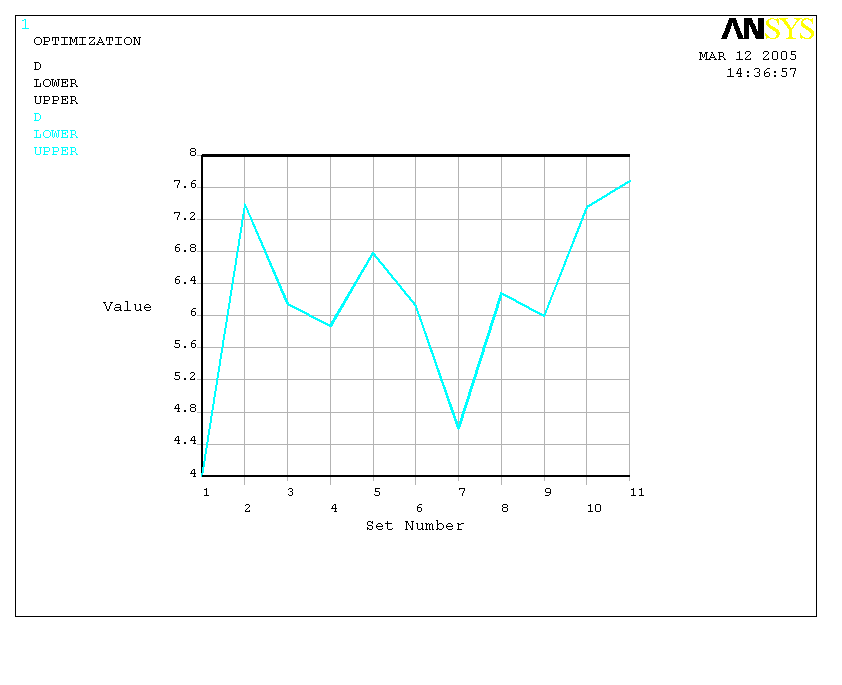 1
OPTIMIZATION
ANSYS
MAR 12 2005
14:36:57
D
LOWER
UPPER
D
LOWER
UPPER
8
7.6
7.2
6.8
6.4
Value
6
5.6
5.2
4.8
4.4
4
1 3 5 7 9 11
2 4 6 8 10
Set Number